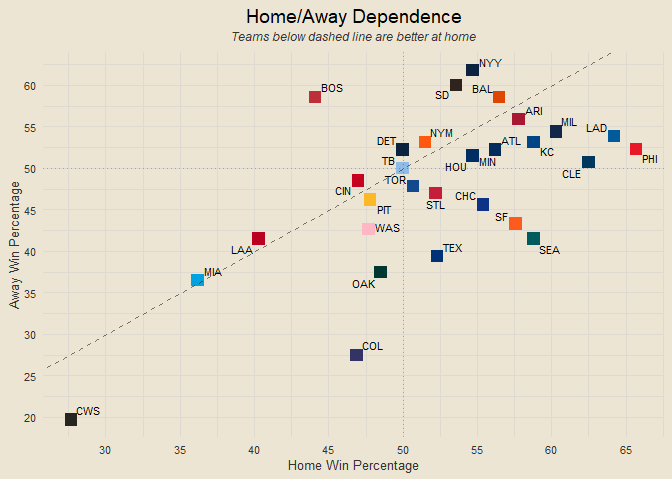 Home/Away Dependence
Teams below dashed line are better at home
Away Win Percentage
60
55
50
45
40
35
30
25
20
NYY
SD
BAL
BOS
ARI
MIL
LAD
DET
NYM
ATL
KC
PHI
TB
HOU
MIN
CLE
CIN
TOR
PIT
STL
CHC
WAS
SF
LAA
SEA
TEX
MIA
OAK
COL
CWS
30
35
40
45
50
55
60
65
Home Win Percentage